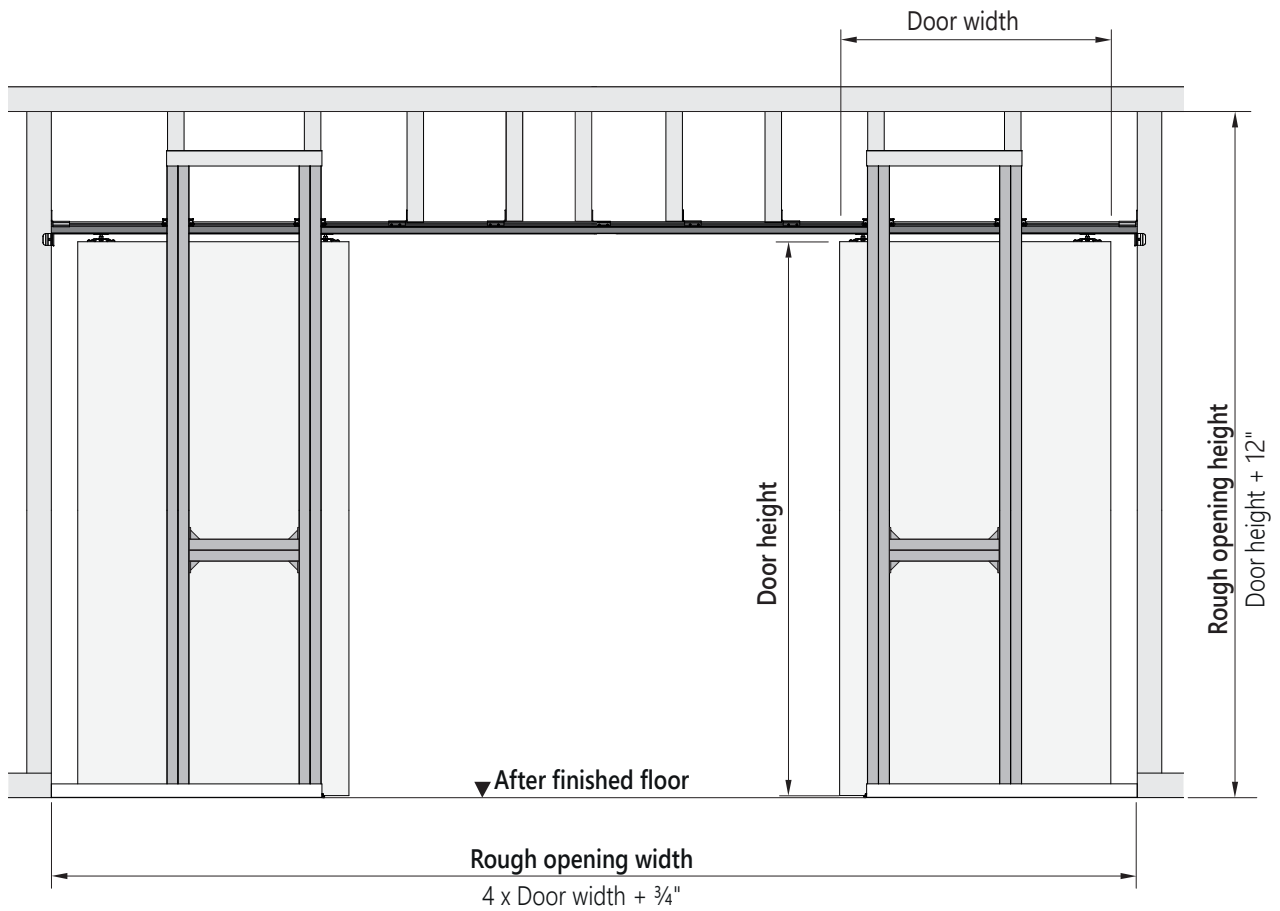 Door width
Door height
Rough opening height
Door height + 12"
After finished floor
Rough opening width
4 x Door width + ¾"